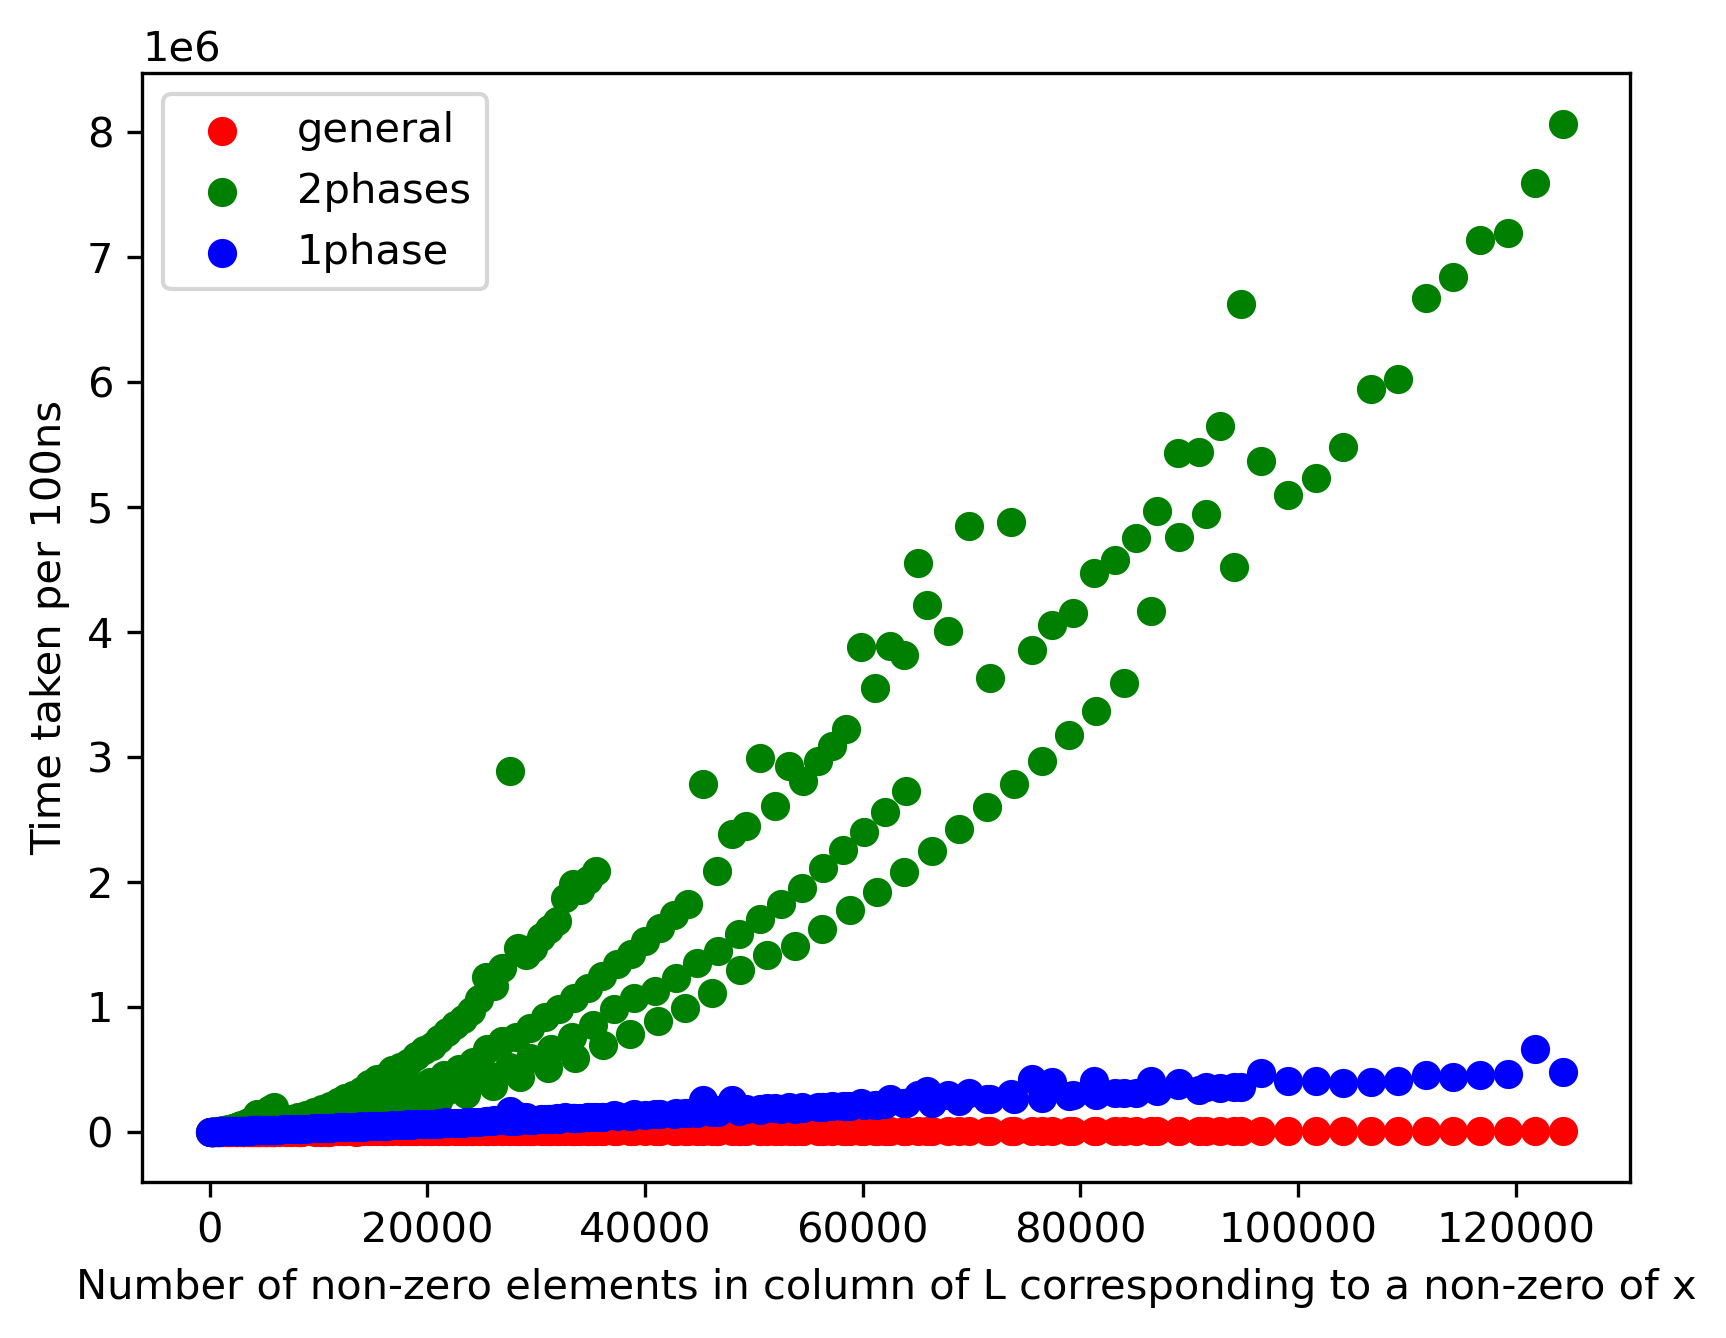 1e6
general
2phases
1phase
8
7
6
5
4
3
2
1
0
Time taken per 100ns
0 20000 40000 60000 80000 100000 120000
Number of non-zero elements in column of L corresponding to a non-zero of x